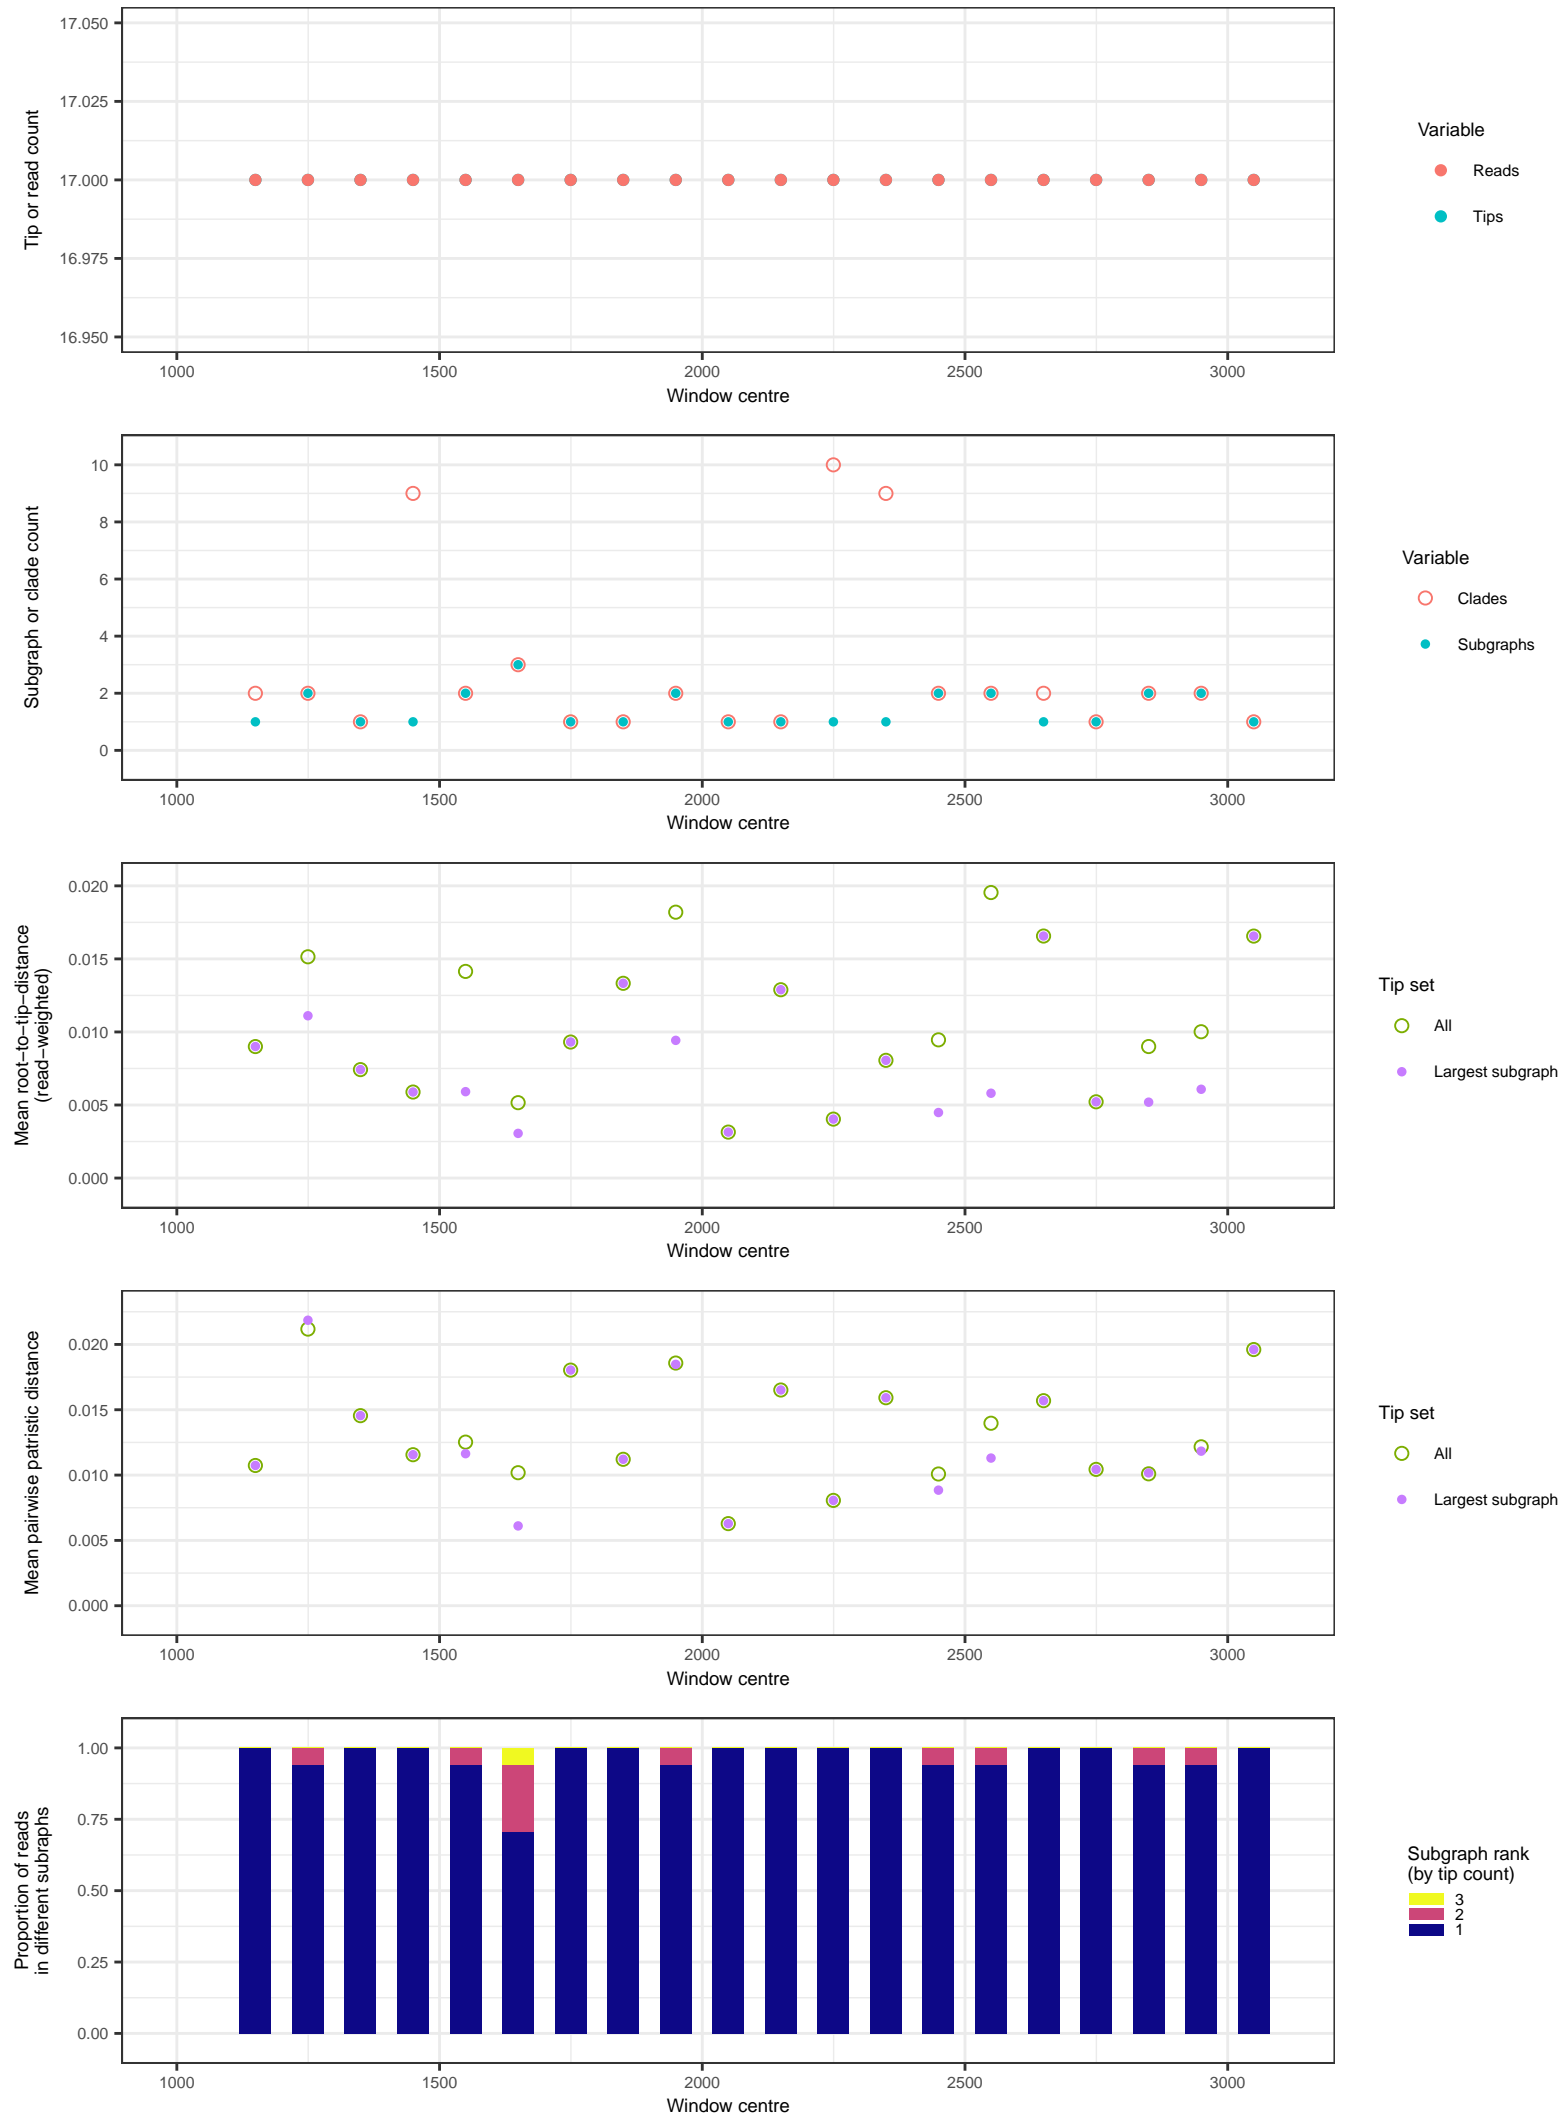 17.050
17.025
17.000
16.975
16.950
Tip or read count
1000 1500 2000 2500 3000
Window centre
Variable
Reads
Tips
10
8
6
4
2
0
Subgraph or clade count
1000 1500 2000 2500 3000
Window centre
Variable
Clades
Subgraphs
0.020
0.015
0.010
0.005
0.000
Mean root−to−tip−distance
(read−weighted)
1000 1500 2000 2500 3000
Window centre
Tip set
All
Largest subgraph
0.020
0.015
0.010
0.005
0.000
Mean pairwise patristic distance
1000 1500 2000 2500 3000
Window centre
Tip set
All
Largest subgraph
1.00
0.75
0.50
0.25
0.00
Proportion of reads
in different subraphs
1000 1500 2000 2500 3000
Window centre
Subgraph rank
(by tip count)
3
2
1